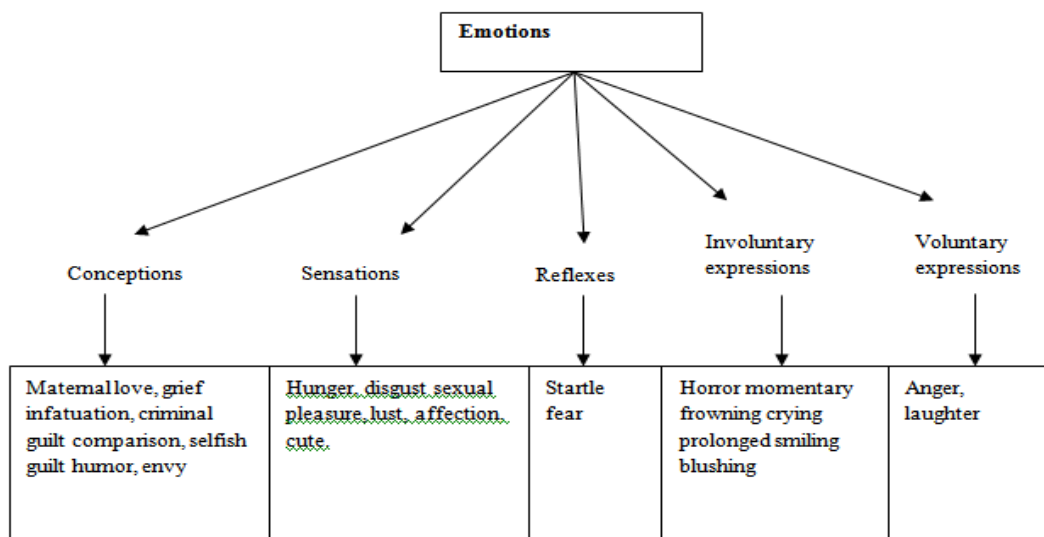 Emotions
Conceptions
Sensations
Reflexes
Involuntary
expressions
Voluntary
expressions
Maternal love, grief
infatuation, criminal
guilt comparison, selfish
guilt humor, envy
Hunger, disgust sexual
pleasure, lust, affection,
cute.
Startle
fear
Horror momentary
frowning crying
prolonged smiling
blushing
Anger,
laughter